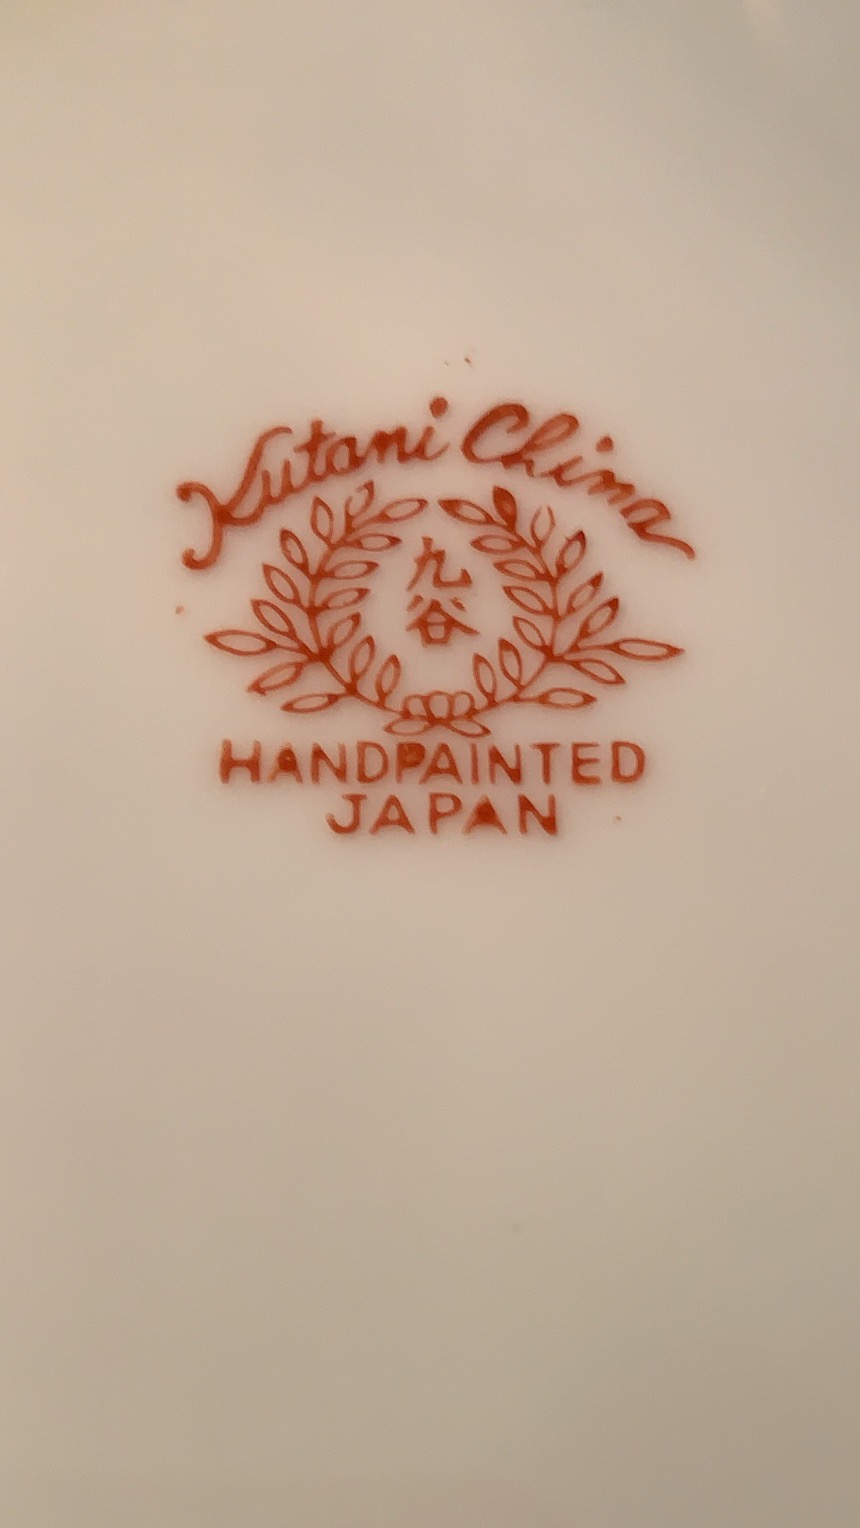 Kutani China
九
谷
HANDPAINTED
JAPAN